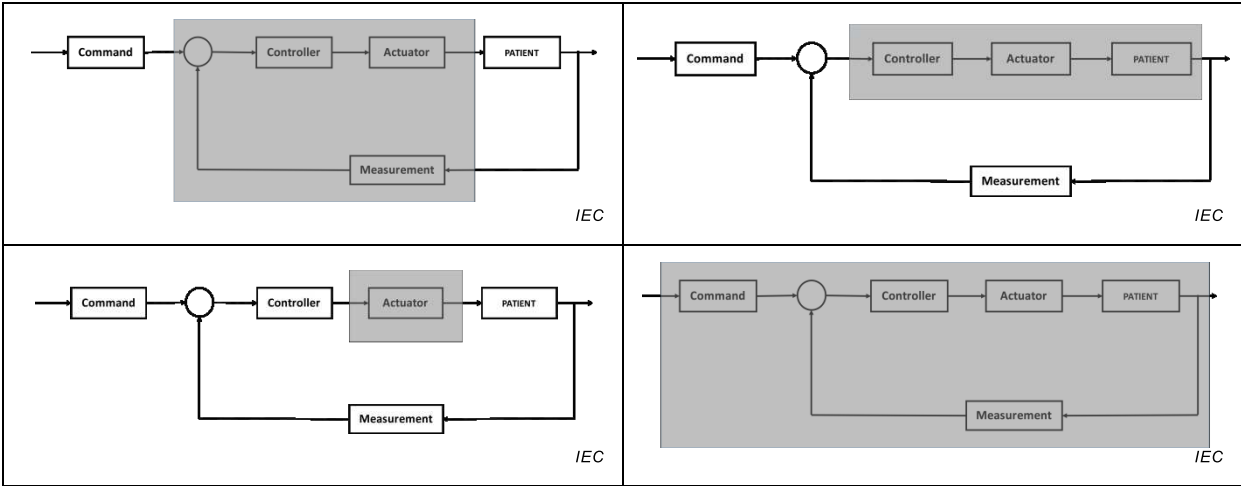 Command Controller Actuator PATIENT
Measurement
IEC
Command Controller Actuator PATIENT
Measurement
IEC
Command Controller Actuator PATIENT
Measurement
IEC
Command Controller Actuator PATIENT
Measurement
IEC